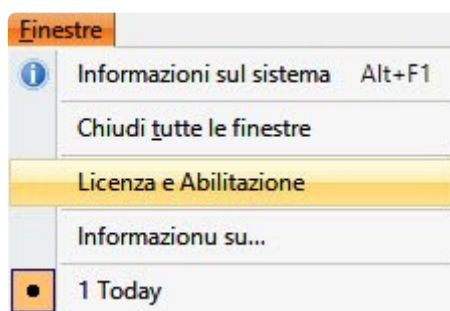 Finestre
Informazioni sul sistema Alt+F1
Chiudi tutte le finestre
Licenza e Abilitazione
Informazionu su...
1 Today